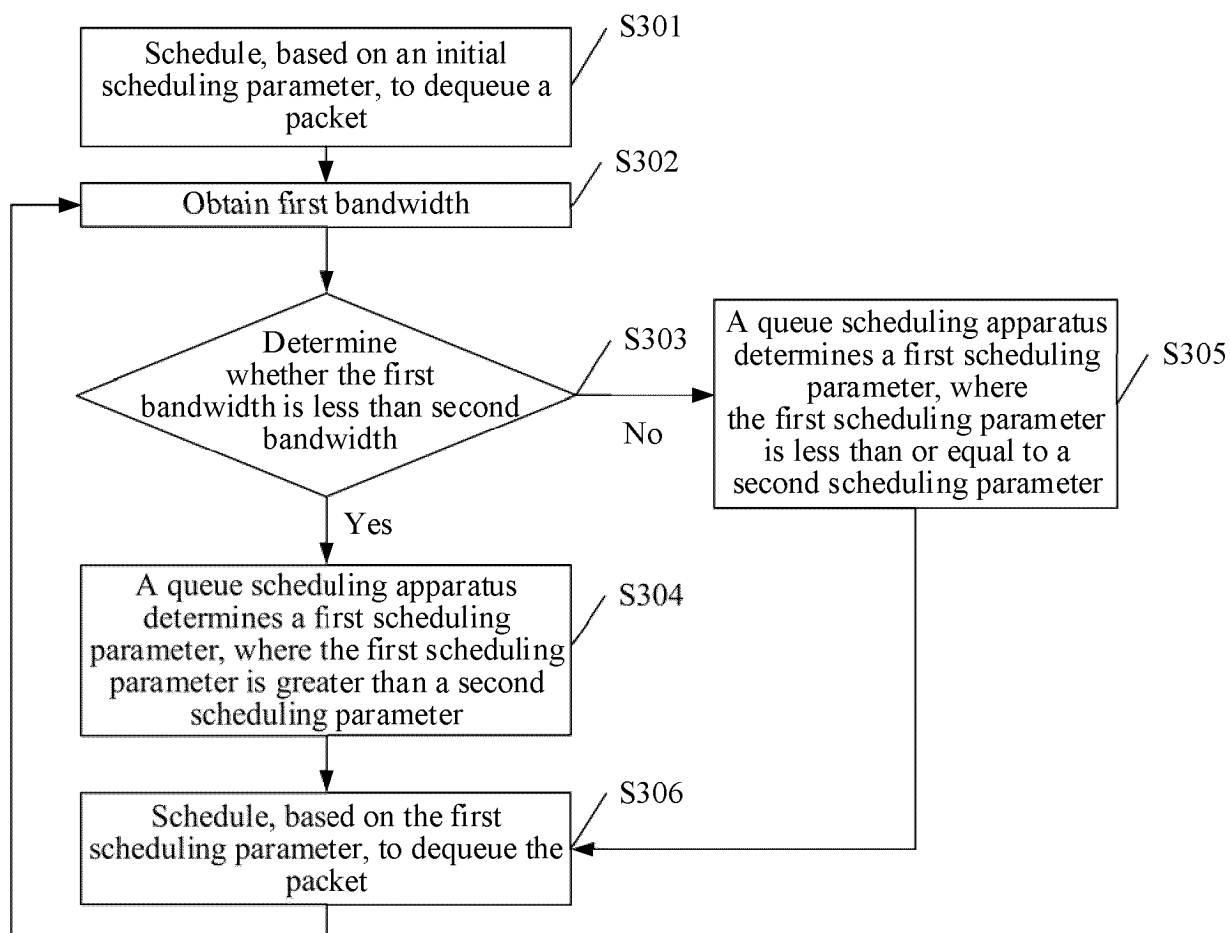 S301
Schedule, based on an initial
scheduling parameter, to dequeue a
packet
S302
Obtain first bandwidth
S303
Determine
whether the first
bandwidth is less than second
bandwidth
No
Yes
A queue scheduling apparatus
determines a first scheduling
parameter, where
the first scheduling parameter
is less than or equal to a
second scheduling parameter
S305
A queue scheduling apparatus
determines a first scheduling
parameter, where the first scheduling
parameter is greater than a second
scheduling parameter
S304
Schedule, based on the first
scheduling parameter, to dequeue the
packet
S306